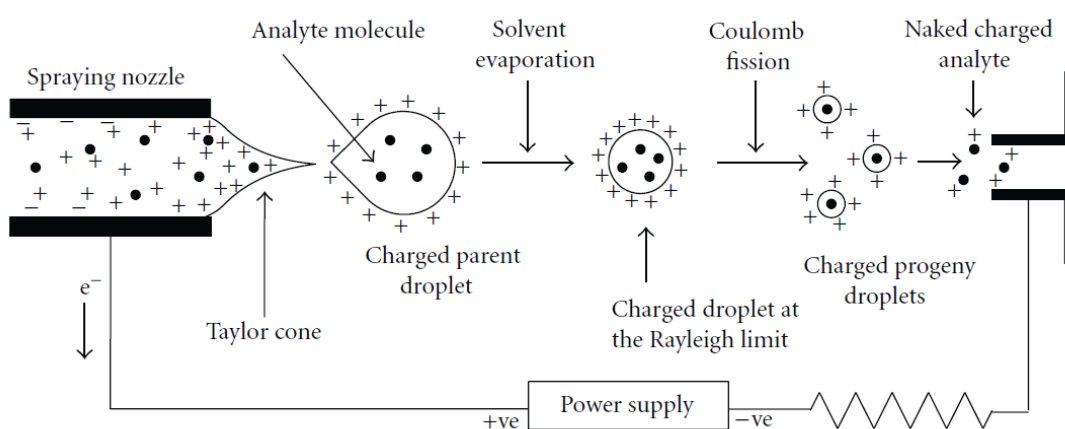 Spraying nozzle
Analyte molecule
Solvent
evaporation
Coulomb
fission
Naked charged
analyte
Charged parent
droplet
Taylor cone
e⁻
Charged droplet at
the Rayleigh limit
Charged progeny
droplets
+ve
Power supply
−ve